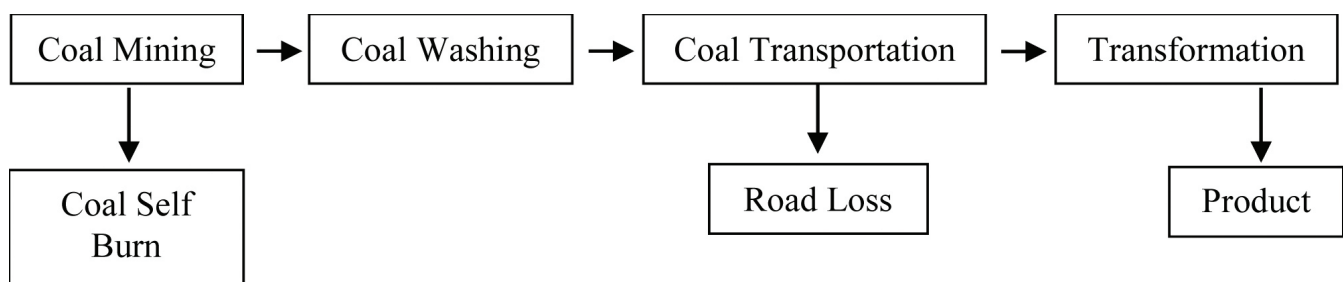 Coal Mining
Coal Washing
Coal Transportation
Transformation
Coal Self
Burn
Road Loss
Product